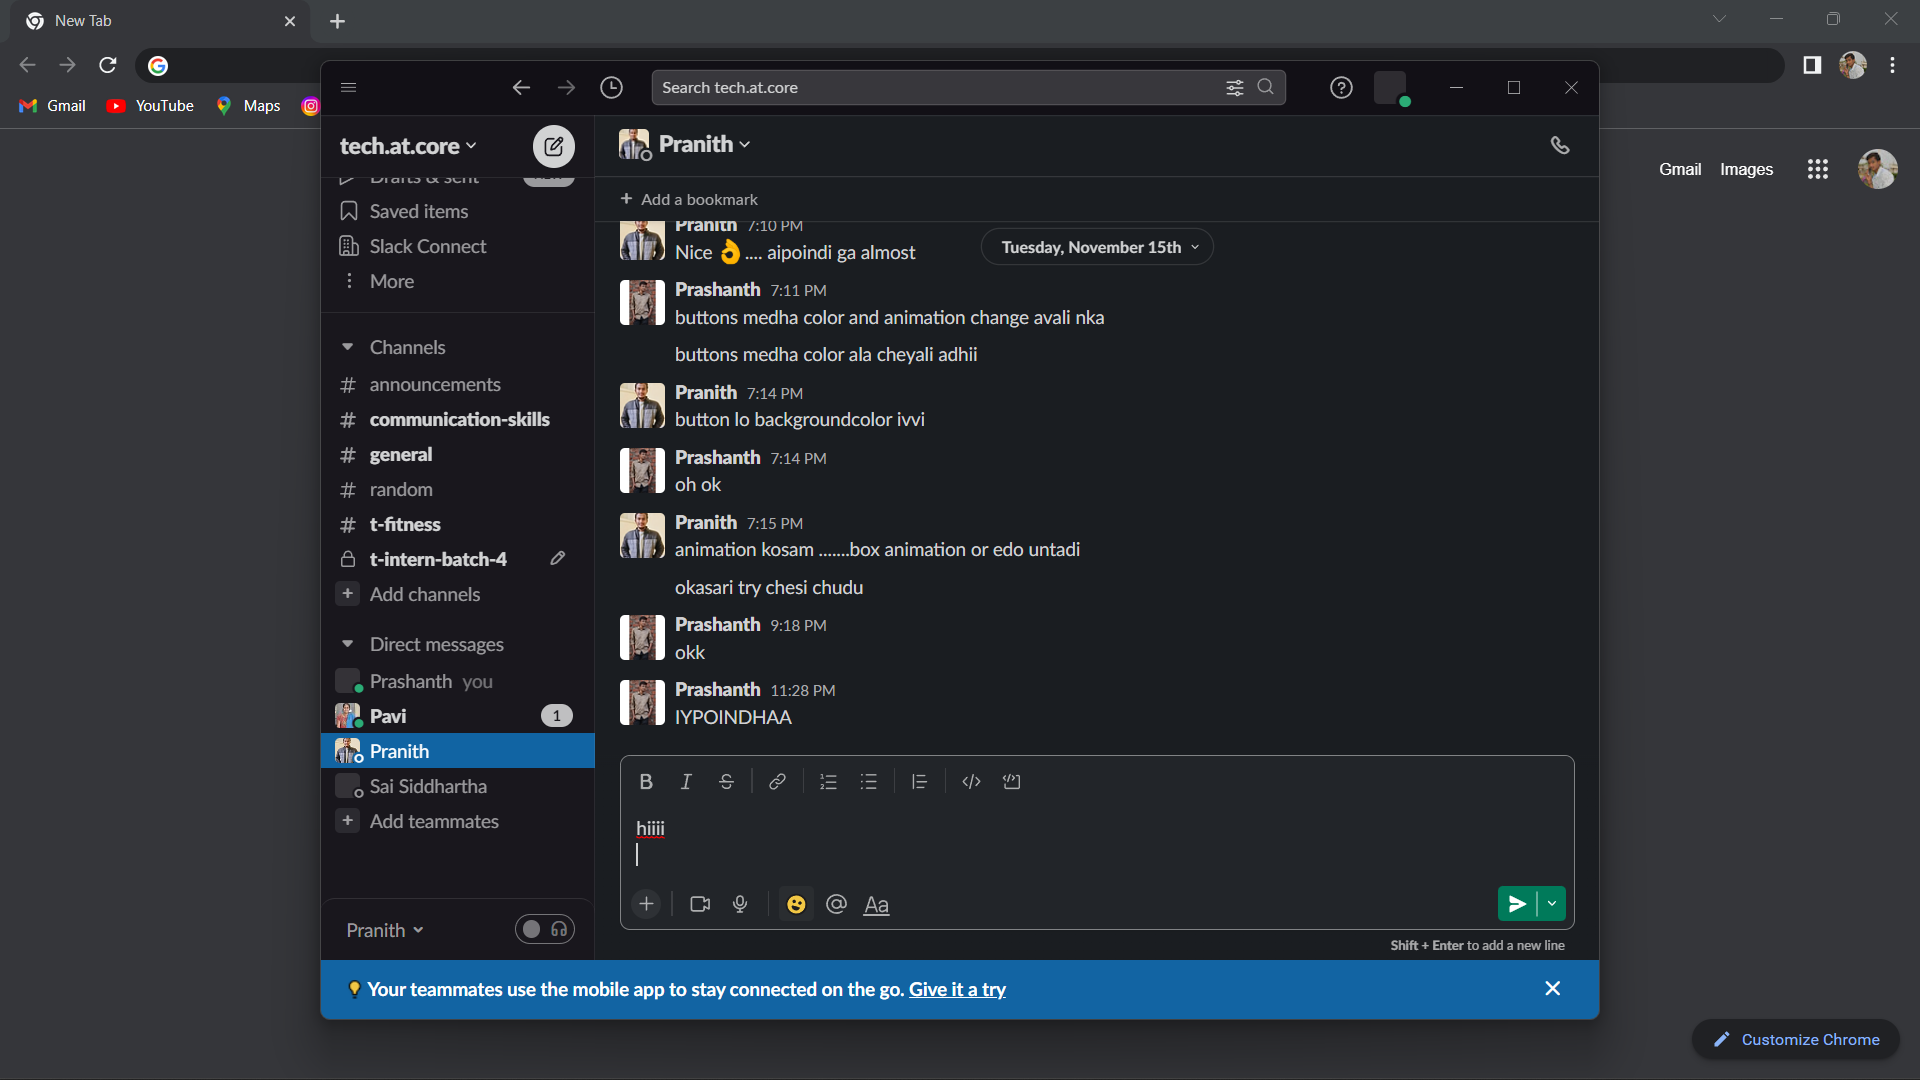 New Tab
Gmail YouTube Maps
Search tech.at.core
Gmail Images
tech.at.core
Drafts & sent NEW
Saved items
Slack Connect
More
Channels
# announcements
# communication-skills
# general
# random
# t-fitness
t-intern-batch-4
+ Add channels
Direct messages
Prashanth you
Pavi 1
Pranith
Sai Siddhartha
+ Add teammates
Pranith
Pranith
+ Add a bookmark
Tuesday, November 15th
Pranith 7:10 PM
Nice 👌 .... aipoindi ga almost
Prashanth 7:11 PM
buttons medha color and animation change avali nka
buttons medha color ala cheyali adhii
Pranith 7:14 PM
button lo backgroundcolor ivvi
Prashanth 7:14 PM
oh ok
Pranith 7:15 PM
animation kosam .......box animation or edo untadi
okasari try chesi chudu
Prashanth 9:18 PM
okk
Prashanth 11:28 PM
IYPOINDHAA
B I S
hiiii
@ Aa
Shift + Enter to add a new line
Your teammates use the mobile app to stay connected on the go. Give it a try
Customize Chrome